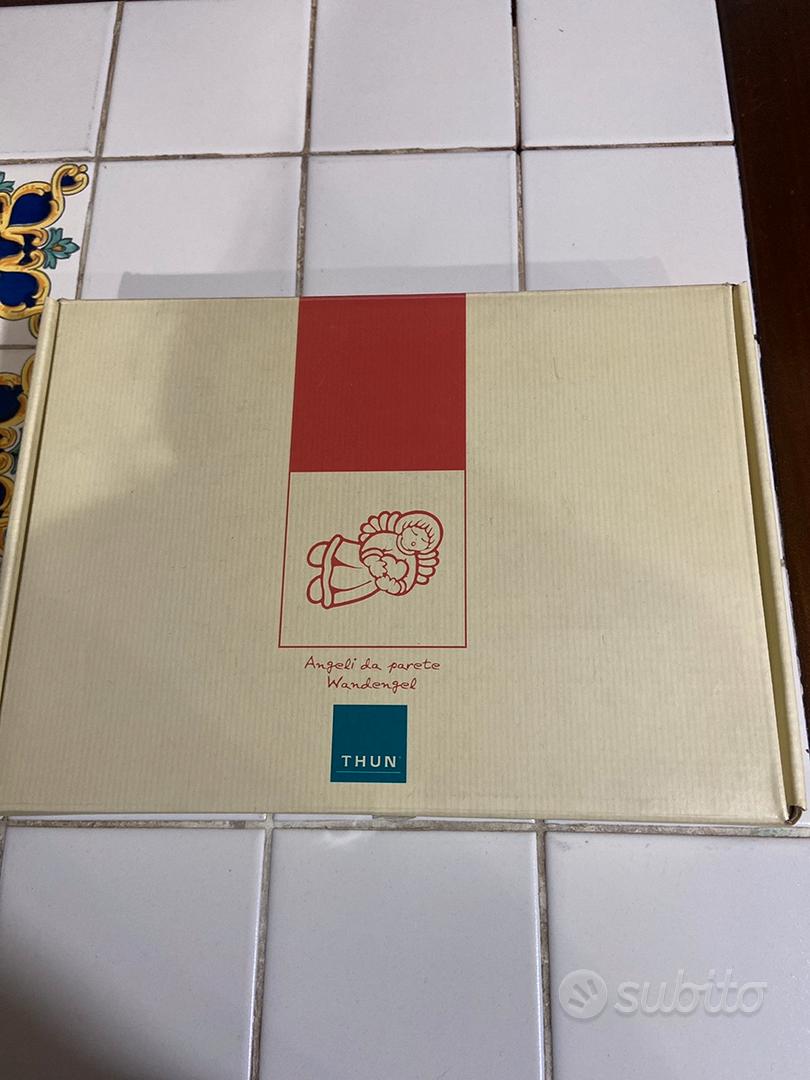 Angeli da parete
Wandengel
THUN
subito